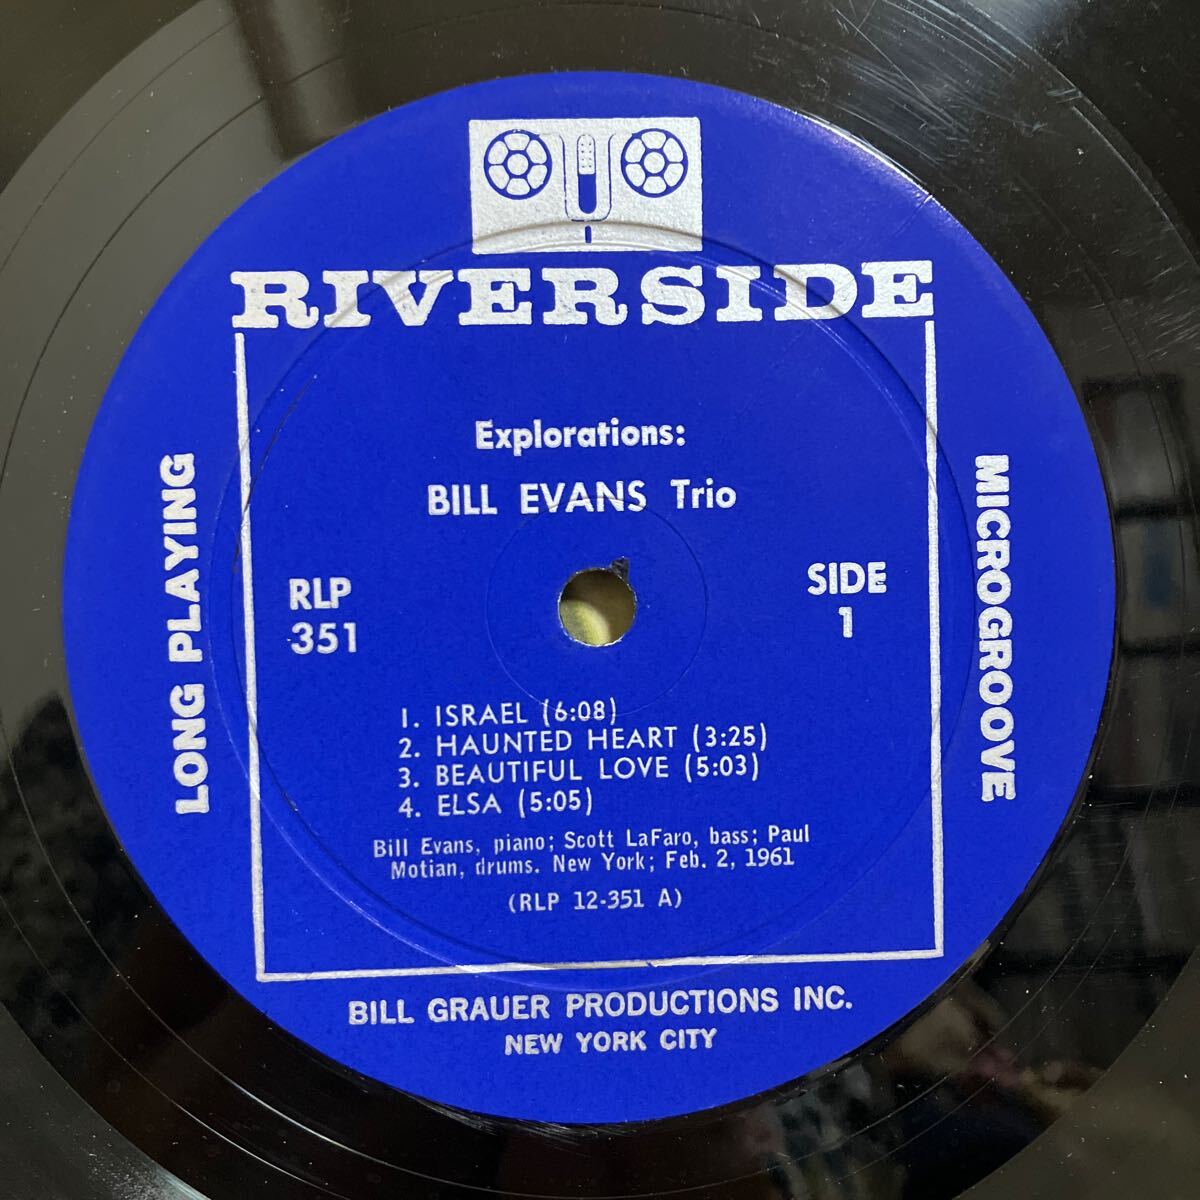 RIVERSIDE
Explorations:
BILL EVANS Trio
LONG PLAYING
MICROGROOVE
RLP
351
SIDE
1
1. ISRAEL (6:08)
2. HAUNTED HEART (3:25)
3. BEAUTIFUL LOVE (5:03)
4. ELSA (5:05)
Bill Evans, piano; Scott LaFaro, bass; Paul
Motian, drums. New York; Feb. 2, 1961
(RLP 12-351 A)
BILL GRAUER PRODUCTIONS INC.
NEW YORK CITY